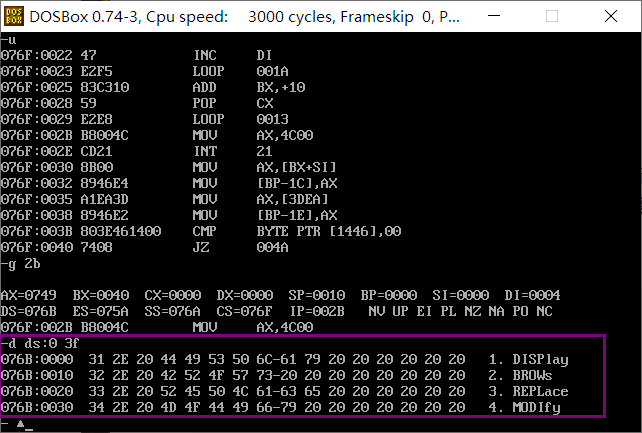 DOSBox 0.74-3, Cpu speed: 3000 cycles, Frameskip 0, P...
-u
076F:0022 47 INC DI
076F:0023 E2F5 LOOP 001A
076F:0025 83C310 ADD BX,+10
076F:0028 59 POP CX
076F:0029 E2E8 LOOP 0013
076F:002B B8004C MOV AX,4C00
076F:002E CD21 INT 21
076F:0030 8B00 MOV AX,[BX+SI]
076F:0032 8946E4 MOV [BP-1C],AX
076F:0035 A1EA3D MOV AX,[3DEA]
076F:0038 8946E2 MOV [BP-1E],AX
076F:003B 803E461400 CMP BYTE PTR [1446],00
076F:0040 7408 JZ 004A
-g 2b
AX=0749 BX=0040 CX=0000 DX=0000 SP=0010 BP=0000 SI=0000 DI=0004
DS=076B ES=075A SS=076A CS=076F IP=002B NV UP EI PL NZ NA PO NC
076F:002B B8004C MOV AX,4C00
-d ds:0 3f
076B:0000 31 2E 20 44 49 53 50 6C-61 79 20 20 20 20 20 20 1. DISPlay
076B:0010 32 2E 20 42 52 4F 57 73-20 20 20 20 20 20 20 20 2. BROWs
076B:0020 33 2E 20 52 45 50 4C 61-63 65 20 20 20 20 20 20 3. REPLace
076B:0030 34 2E 20 4D 4F 44 49 66-79 20 20 20 20 20 20 20 4. MODIfy
- ▲_